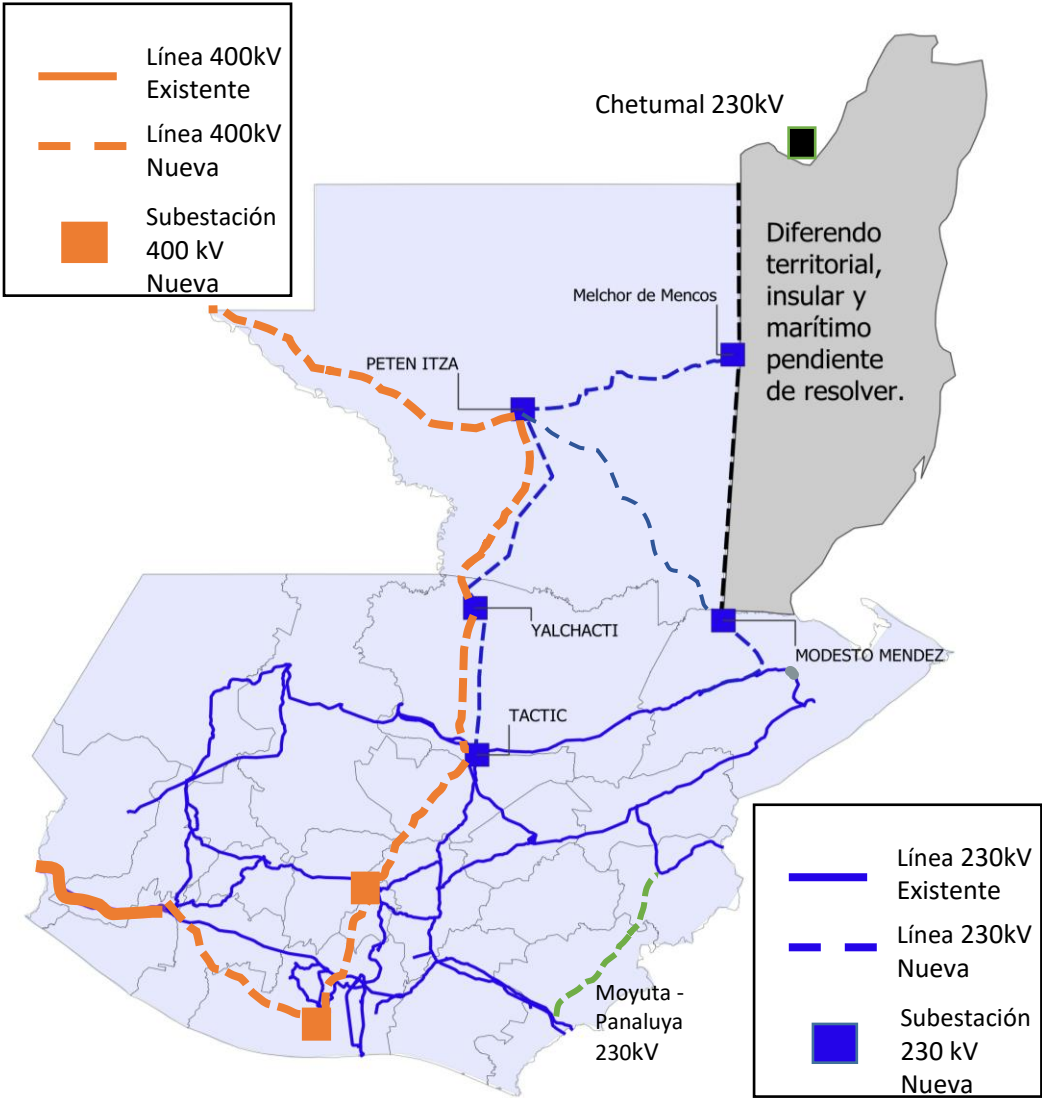 Línea 400kV
Existente
Línea 400kV
Nueva
Subestación
400 kV
Nueva
Chetumal 230kV
Diferendo
territorial,
insular y
marítimo
pendiente
de resolver.
Melchor de Mencos
PETEN ITZA
YALCHACTI
MODESTO MENDEZ
TACTIC
Moyuta -
Panaluya
230kV
Línea 230kV
Existente
Línea 230kV
Nueva
Subestación
230 kV
Nueva